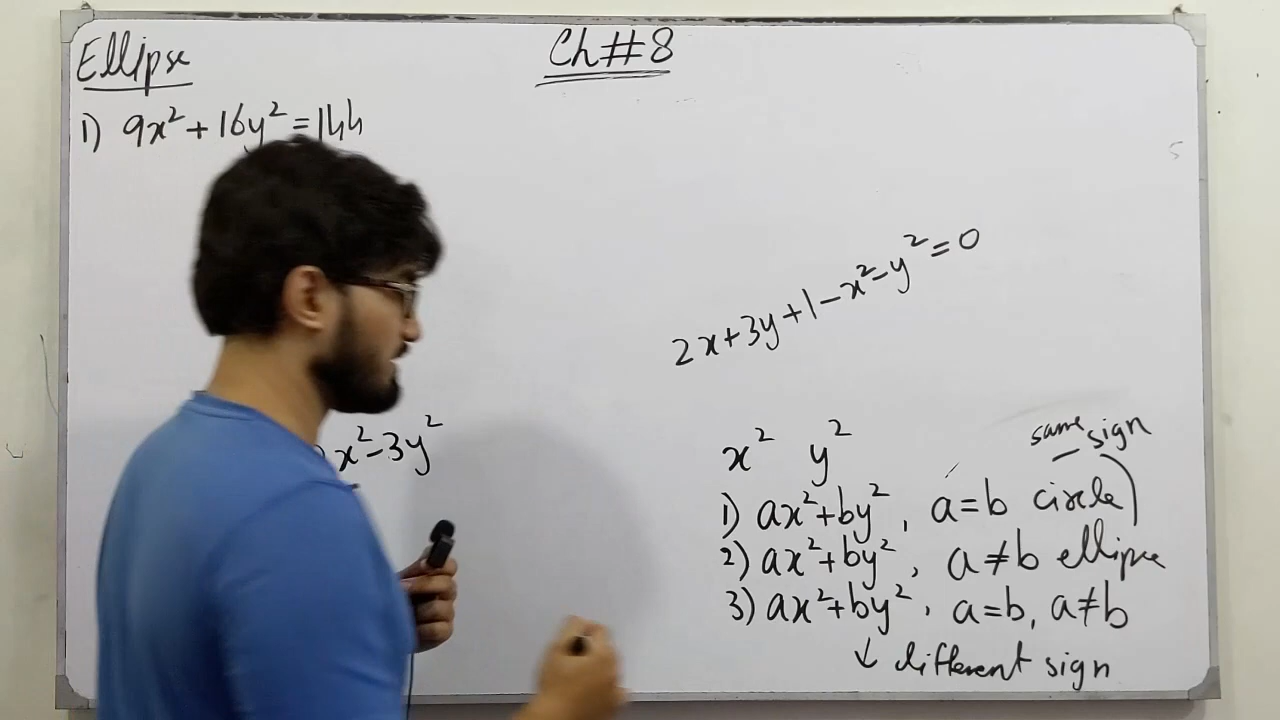 Ellipse
Ch#8
1) 9x²+16y²=144
2x+3y+1-x²-y²=0
x²-3y²
x² y²
same sign
1) ax²+by², a=b circle
2) ax²+by², a≠b ellipse
3) ax²+by², a=b, a≠b
↓ different sign